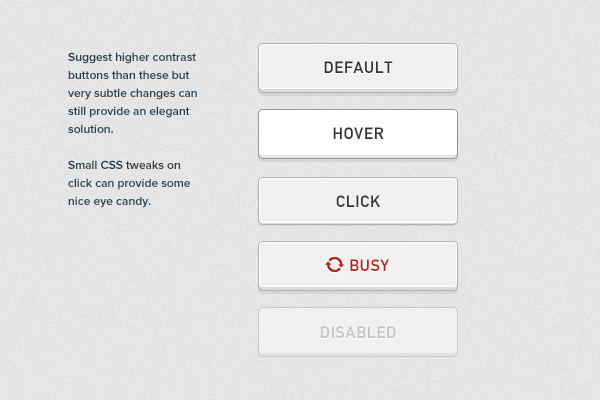 Suggest higher contrast
buttons than these but
very subtle changes can
still provide an elegant
solution.
Small CSS tweaks on
click can provide some
nice eye candy.
DEFAULT
HOVER
CLICK
BUSY
DISABLED